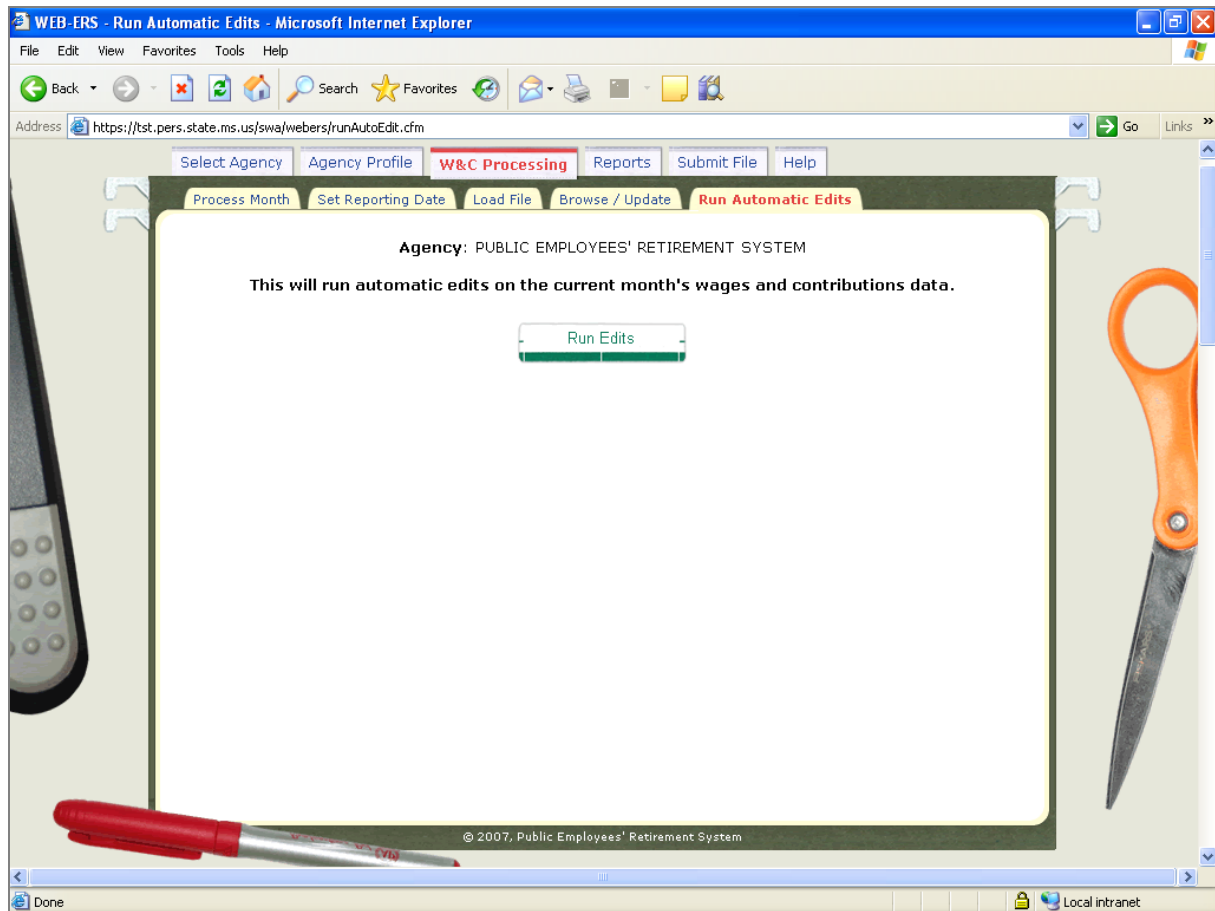 WEB-ERS - Run Automatic Edits - Microsoft Internet Explorer
File Edit View Favorites Tools Help
Back Search Favorites
Address https://tst.pers.state.ms.us/swa/webers/runAutoEdit.cfm Go Links »
Select Agency Agency Profile W&C Processing Reports Submit File Help
Process Month Set Reporting Date Load File Browse / Update Run Automatic Edits
Agency: PUBLIC EMPLOYEES' RETIREMENT SYSTEM
This will run automatic edits on the current month's wages and contributions data.
Run Edits
© 2007, Public Employees' Retirement System
Done Local intranet